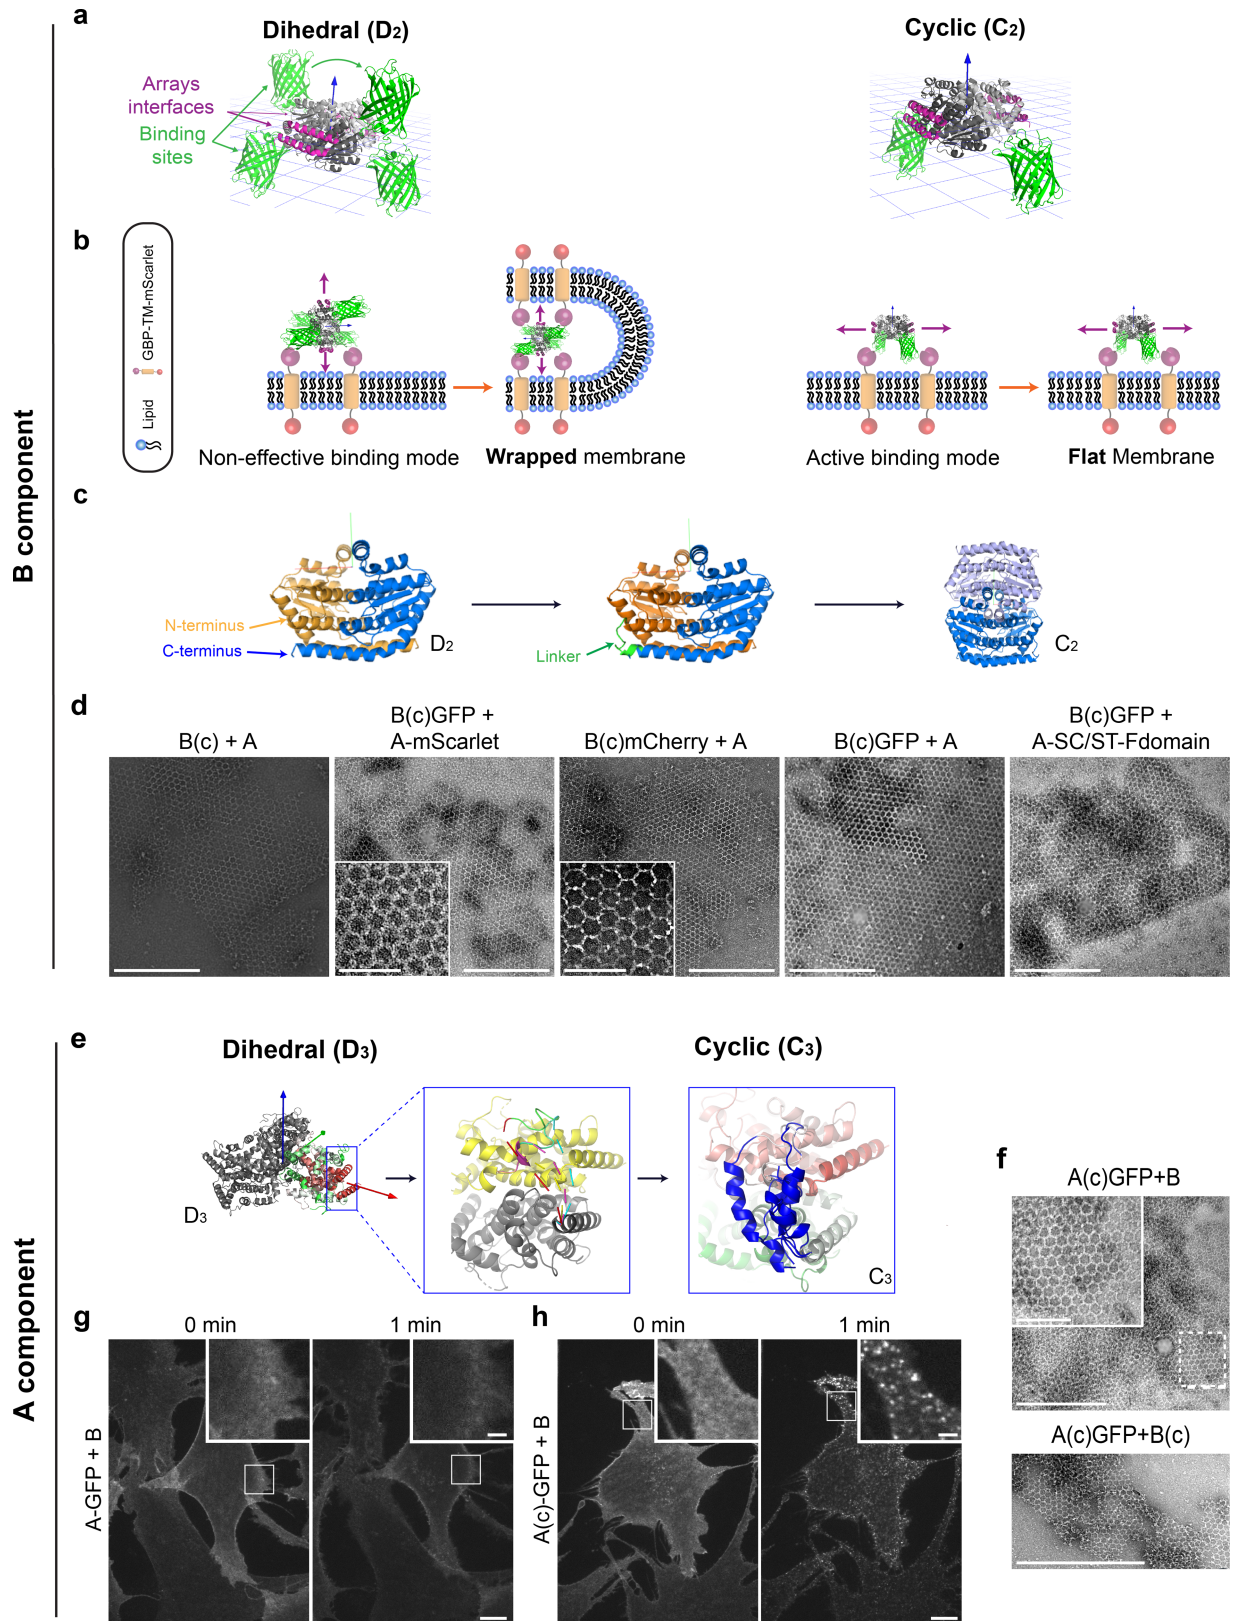 B component
a
Dihedral (D2)
Cyclic (C2)
Arrays
interfaces
Binding
sites
b
Lipid
GBP-TM-mScarlet
Non-effective binding mode
Wrapped membrane
Active binding mode
Flat Membrane
c
N-terminus
C-terminus
D2
Linker
C2
d
B(c) + A
B(c)GFP +
A-mScarlet
B(c)mCherry + A
B(c)GFP + A
B(c)GFP +
A-SC/ST-Fdomain
A component
e
Dihedral (D3)
Cyclic (C3)
D3
C3
f
A(c)GFP+B
A(c)GFP+B(c)
g
0 min
1 min
A-GFP + B
h
0 min
1 min
A(c)-GFP + B